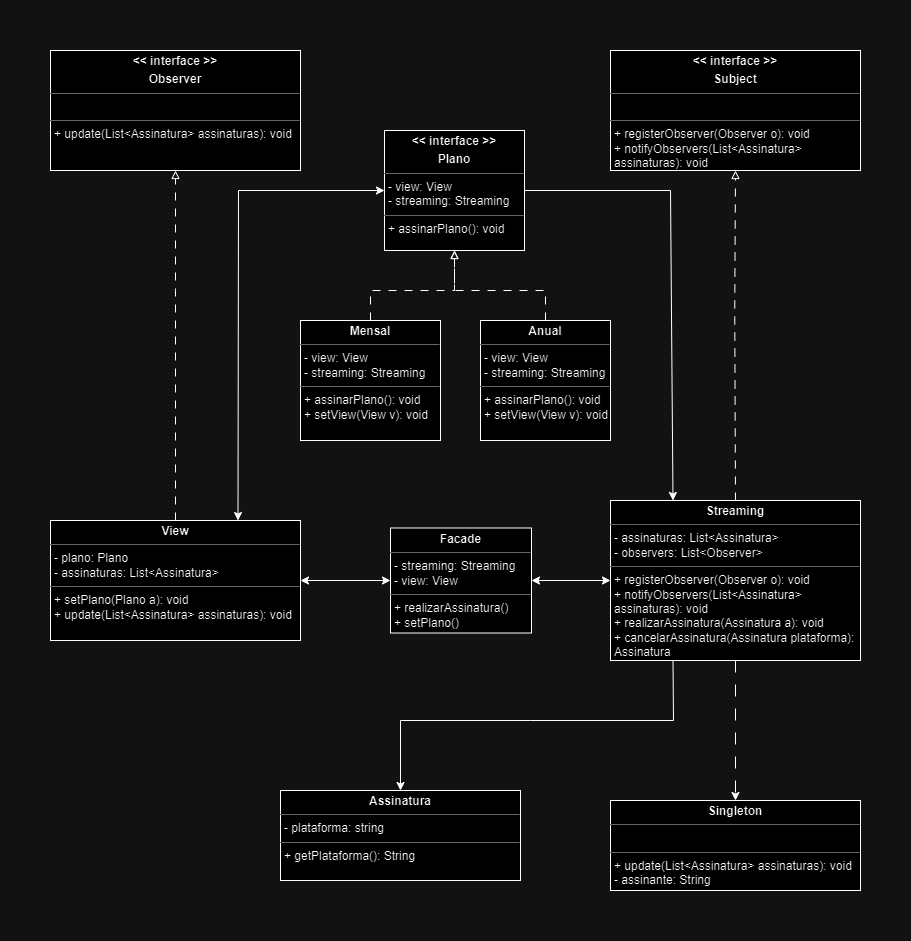 << interface >>
Observer
+ update(List<Assinatura> assinaturas): void
<< interface >>
Subject
+ registerObserver(Observer o): void
+ notifyObservers(List<Assinatura>
assinaturas): void
<< interface >>
Plano
- view: View
- streaming: Streaming
+ assinarPlano(): void
Mensal
- view: View
- streaming: Streaming
+ assinarPlano(): void
+ setView(View v): void
Anual
- view: View
- streaming: Streaming
+ assinarPlano(): void
+ setView(View v): void
View
- plano: Plano
- assinaturas: List<Assinatura>
+ setPlano(Plano a): void
+ update(List<Assinatura> assinaturas): void
Facade
- streaming: Streaming
- view: View
+ realizarAssinatura()
+ setPlano()
Streaming
- assinaturas: List<Assinatura>
- observers: List<Observer>
+ registerObserver(Observer o): void
+ notifyObservers(List<Assinatura>
assinaturas): void
+ realizarAssinatura(Assinatura a): void
+ cancelarAssinatura(Assinatura plataforma):
Assinatura
Assinatura
- plataforma: string
+ getPlataforma(): String
Singleton
+ update(List<Assinatura> assinaturas): void
- assinante: String